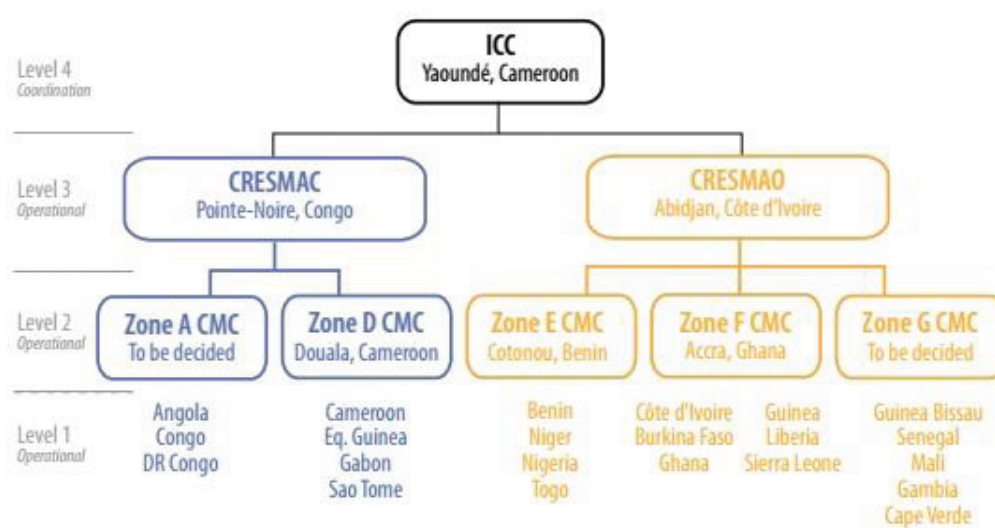 ICC
Yaoundé, Cameroon
Level 4
Coordination
CRESMAC
Pointe-Noire, Congo
CRESMAO
Abidjan, Côte d'Ivoire
Level 3
Operational
Zone A CMC
To be decided
Zone D CMC
Douala, Cameroon
Zone E CMC
Cotonou, Benin
Zone F CMC
Accra, Ghana
Zone G CMC
To be decided
Level 2
Operational
Level 1
Operational
Angola
Congo
DR Congo
Cameroon
Eq. Guinea
Gabon
Sao Tome
Benin
Niger
Nigeria
Togo
Côte d'Ivoire
Burkina Faso
Ghana
Guinea
Liberia
Sierra Leone
Guinea Bissau
Senegal
Mali
Gambia
Cape Verde